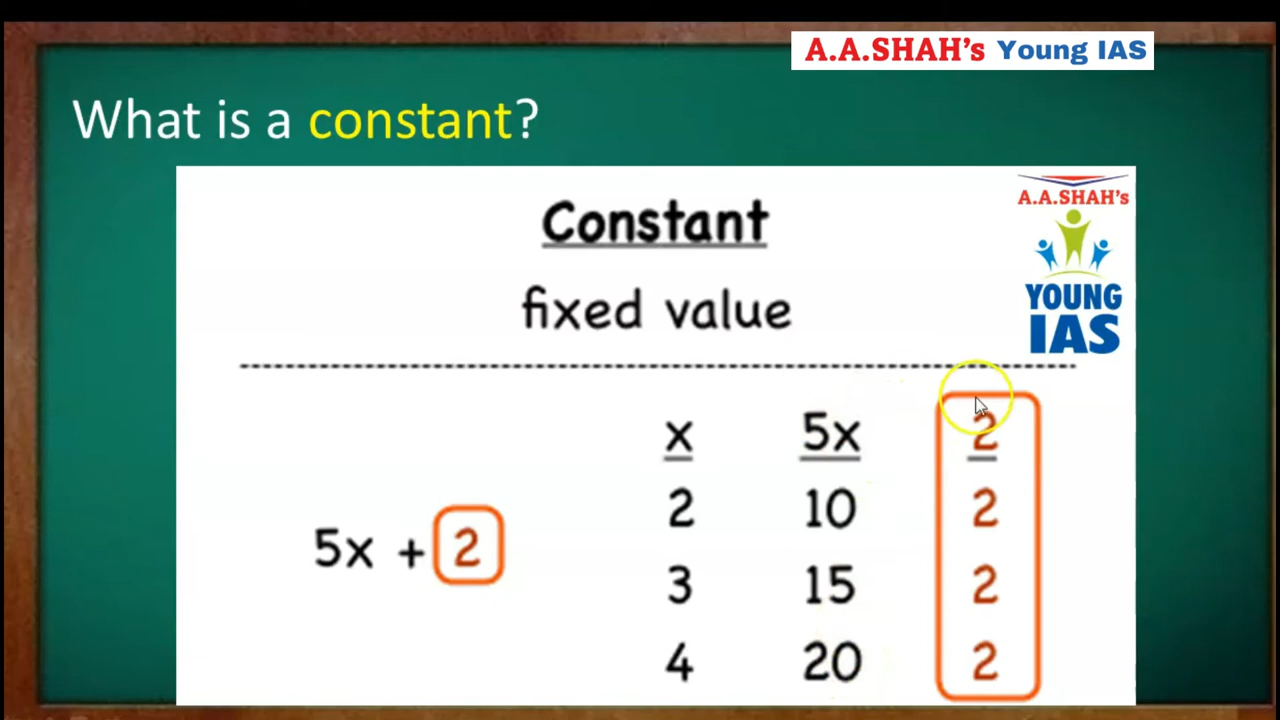 A.A.SHAH's Young IAS
What is a constant?
A.A.SHAH's
YOUNG
IAS
Constant
fixed value
x 5x 2
2 10 2
5x + 2
3 15 2
4 20 2